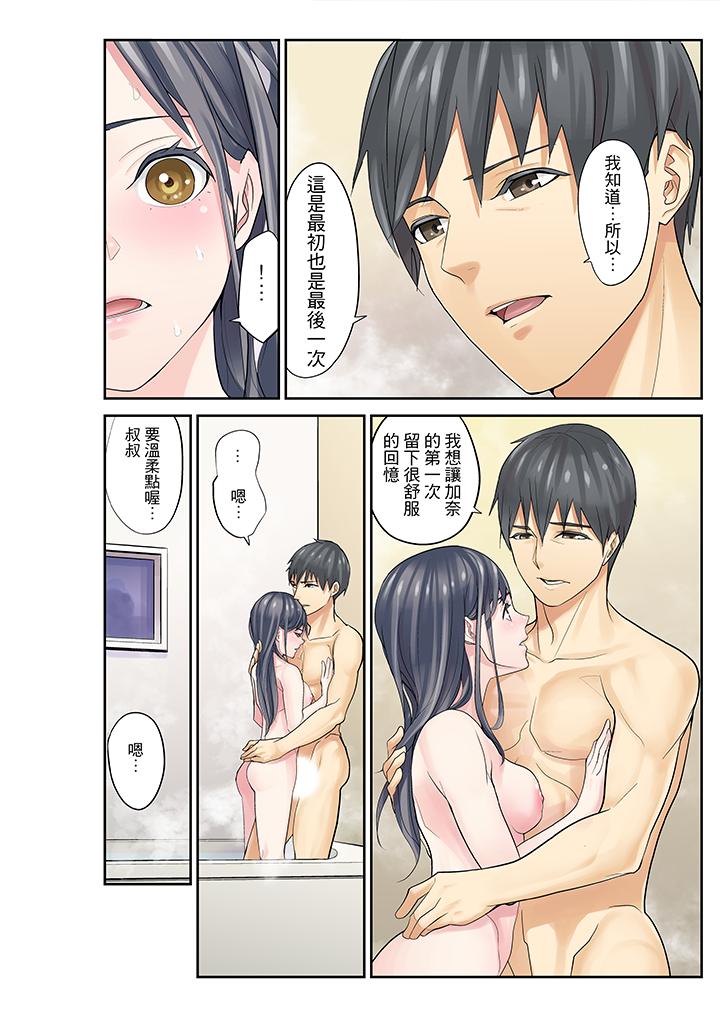 我知道…所以…
這是最初也是最後一次
！…
我想讓加奈
的第一次
留下很舒服
的回憶
… 嗯…
要溫柔點喔…
叔叔
嗯…